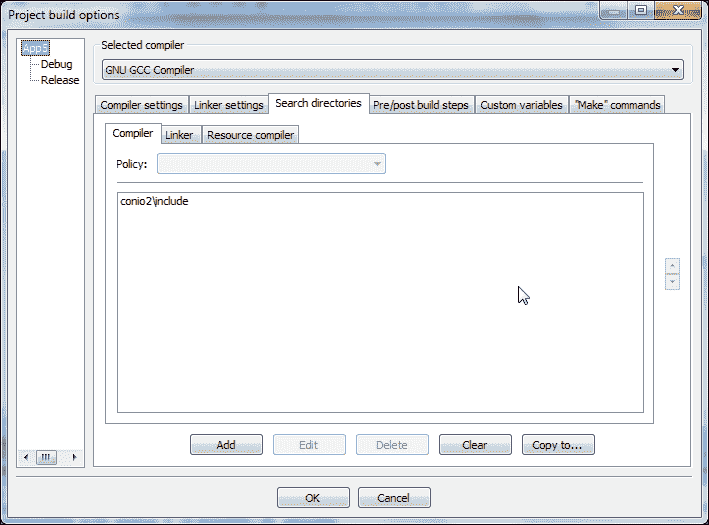 Project build options
App5
Debug
Release
Selected compiler
GNU GCC Compiler
Compiler settings Linker settings Search directories Pre/post build steps Custom variables "Make" commands
Compiler Linker Resource compiler
Policy:
conio2\include
Add Edit Delete Clear Copy to...
OK Cancel